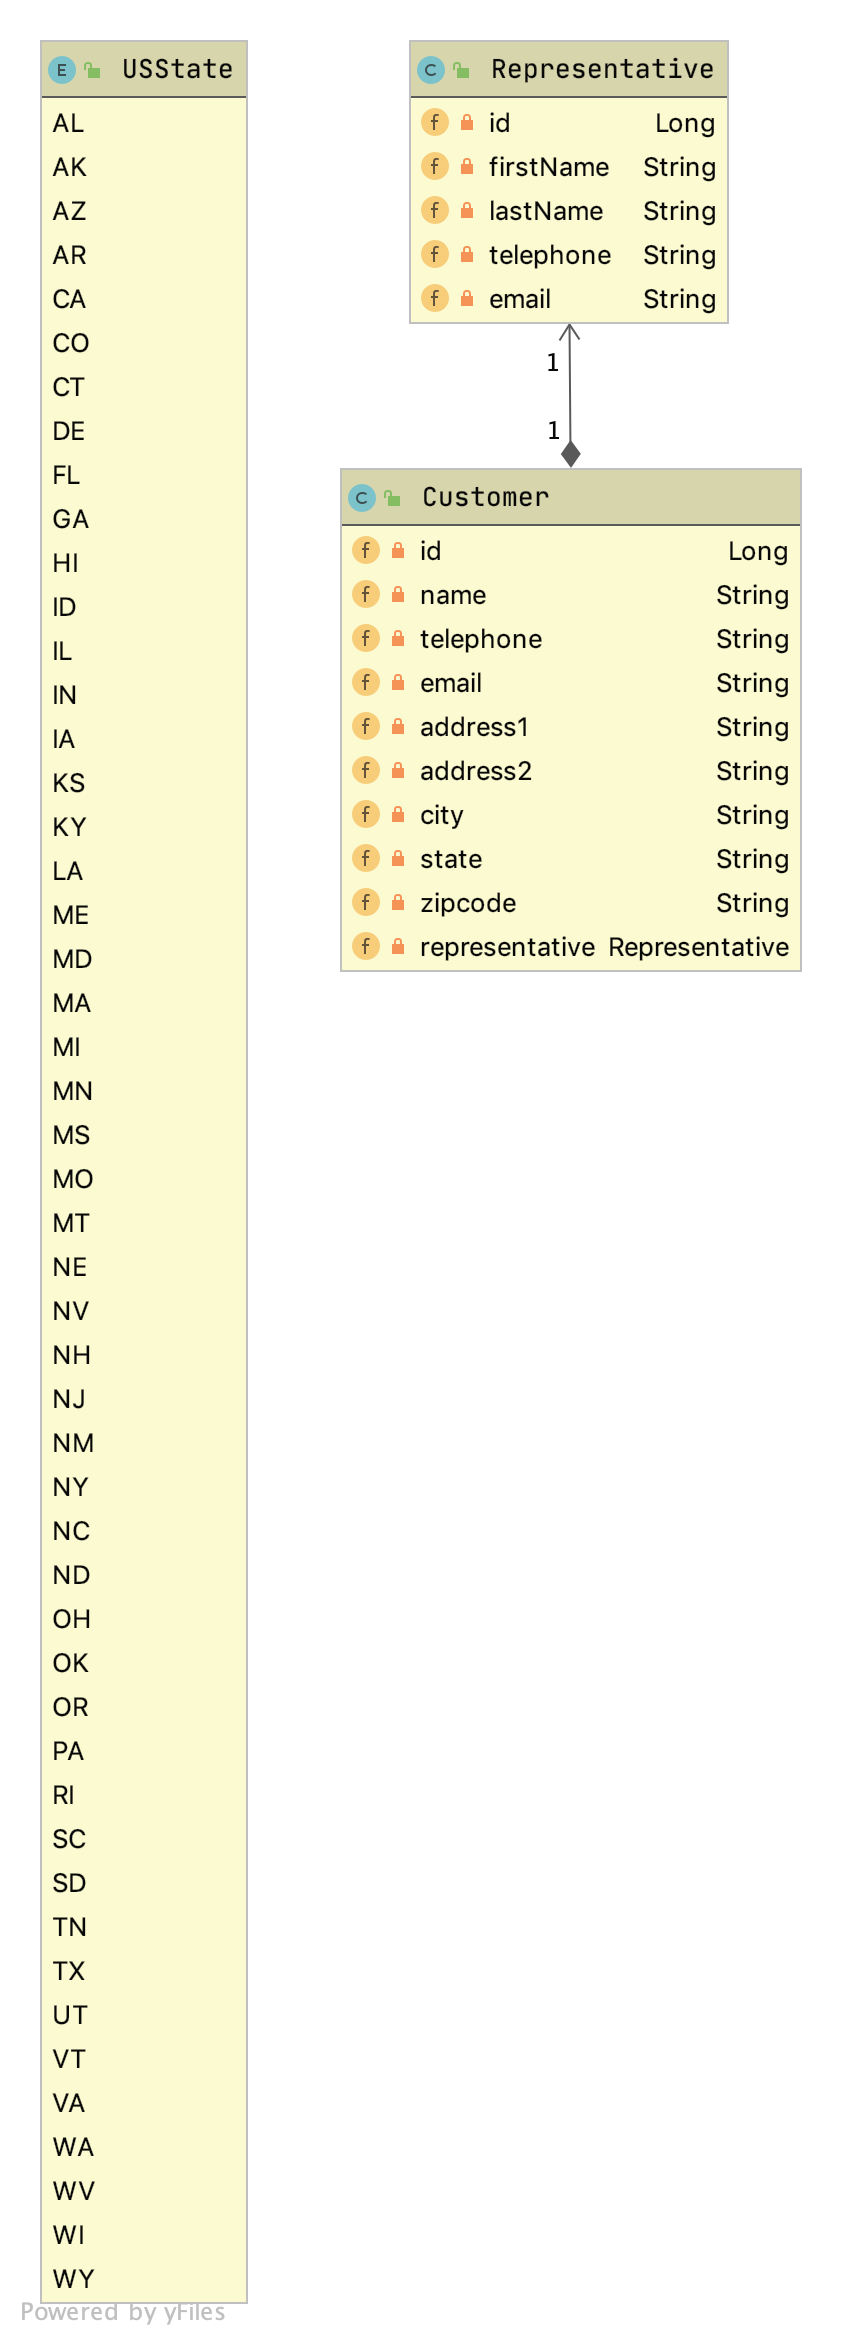 E USState
AL
AK
AZ
AR
CA
CO
CT
DE
FL
GA
HI
ID
IL
IN
IA
KS
KY
LA
ME
MD
MA
MI
MN
MS
MO
MT
NE
NV
NH
NJ
NM
NY
NC
ND
OH
OK
OR
PA
RI
SC
SD
TN
TX
UT
VT
VA
WA
WV
WI
WY
C Representative
f id Long
f firstName String
f lastName String
f telephone String
f email String
1
1
C Customer
f id Long
f name String
f telephone String
f email String
f address1 String
f address2 String
f city String
f state String
f zipcode String
f representative Representative
Powered by yFiles